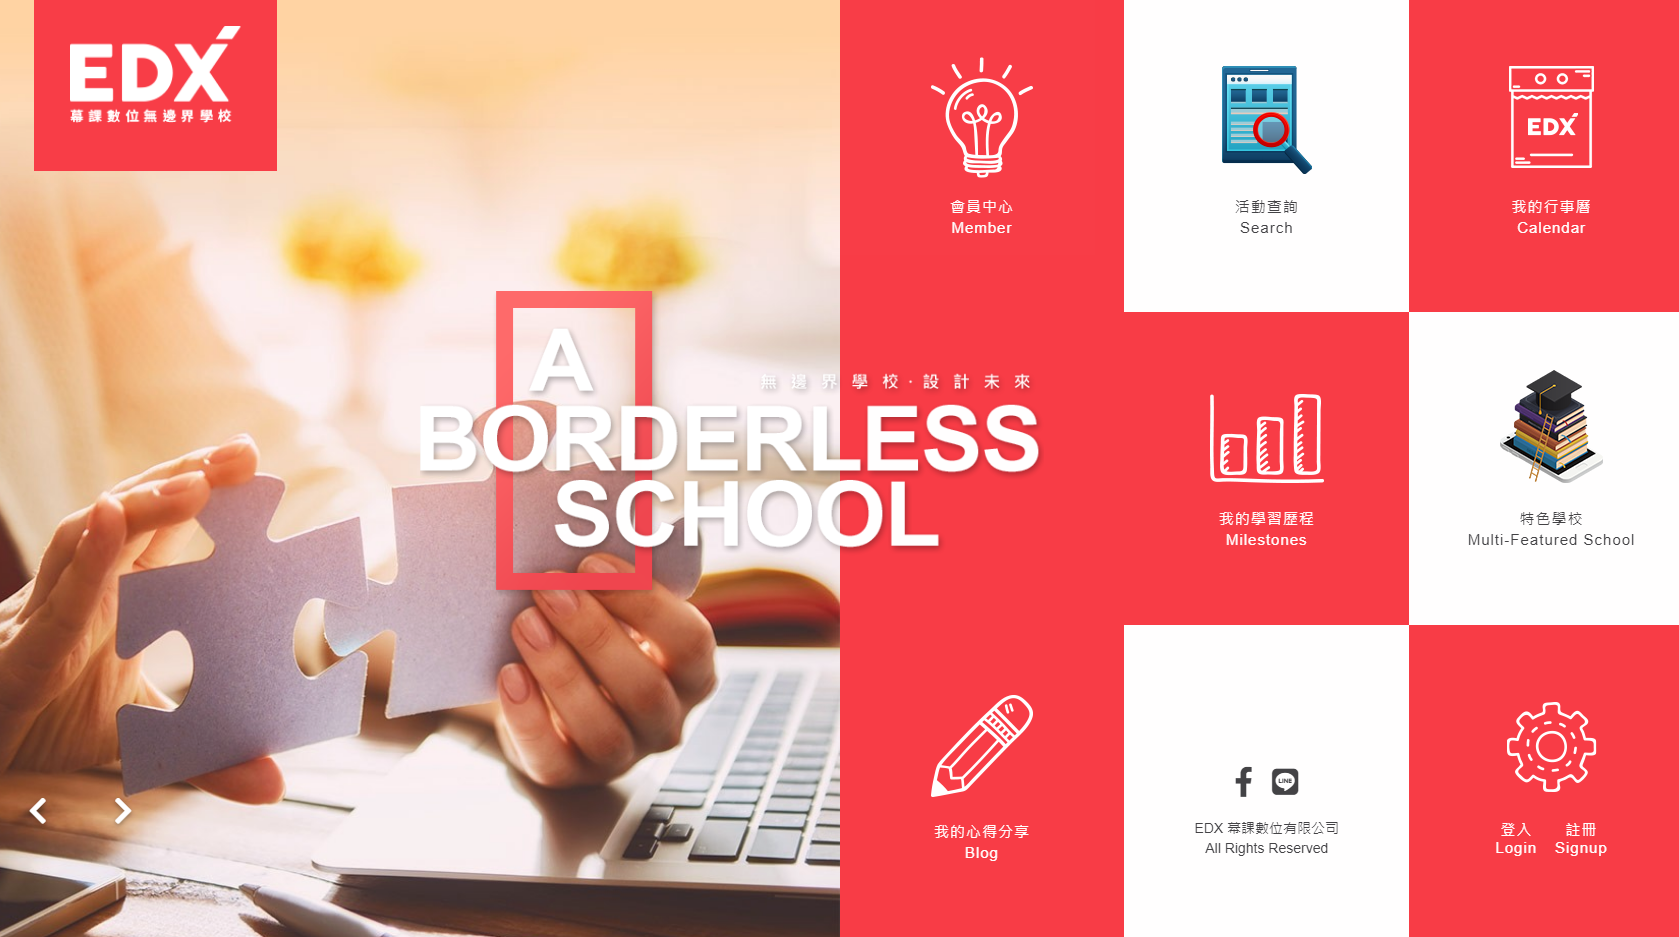 EDX
幕課數位無邊界學校
A
無邊界學校·設計未來
BORDERLESS
SCHOOL
會員中心
Member
活動查詢
Search
EDX
我的行事曆
Calendar
我的學習歷程
Milestones
特色學校
Multi-Featured School
我的心得分享
Blog
LINE
EDX 幕課數位有限公司
All Rights Reserved
登入 註冊
Login Signup